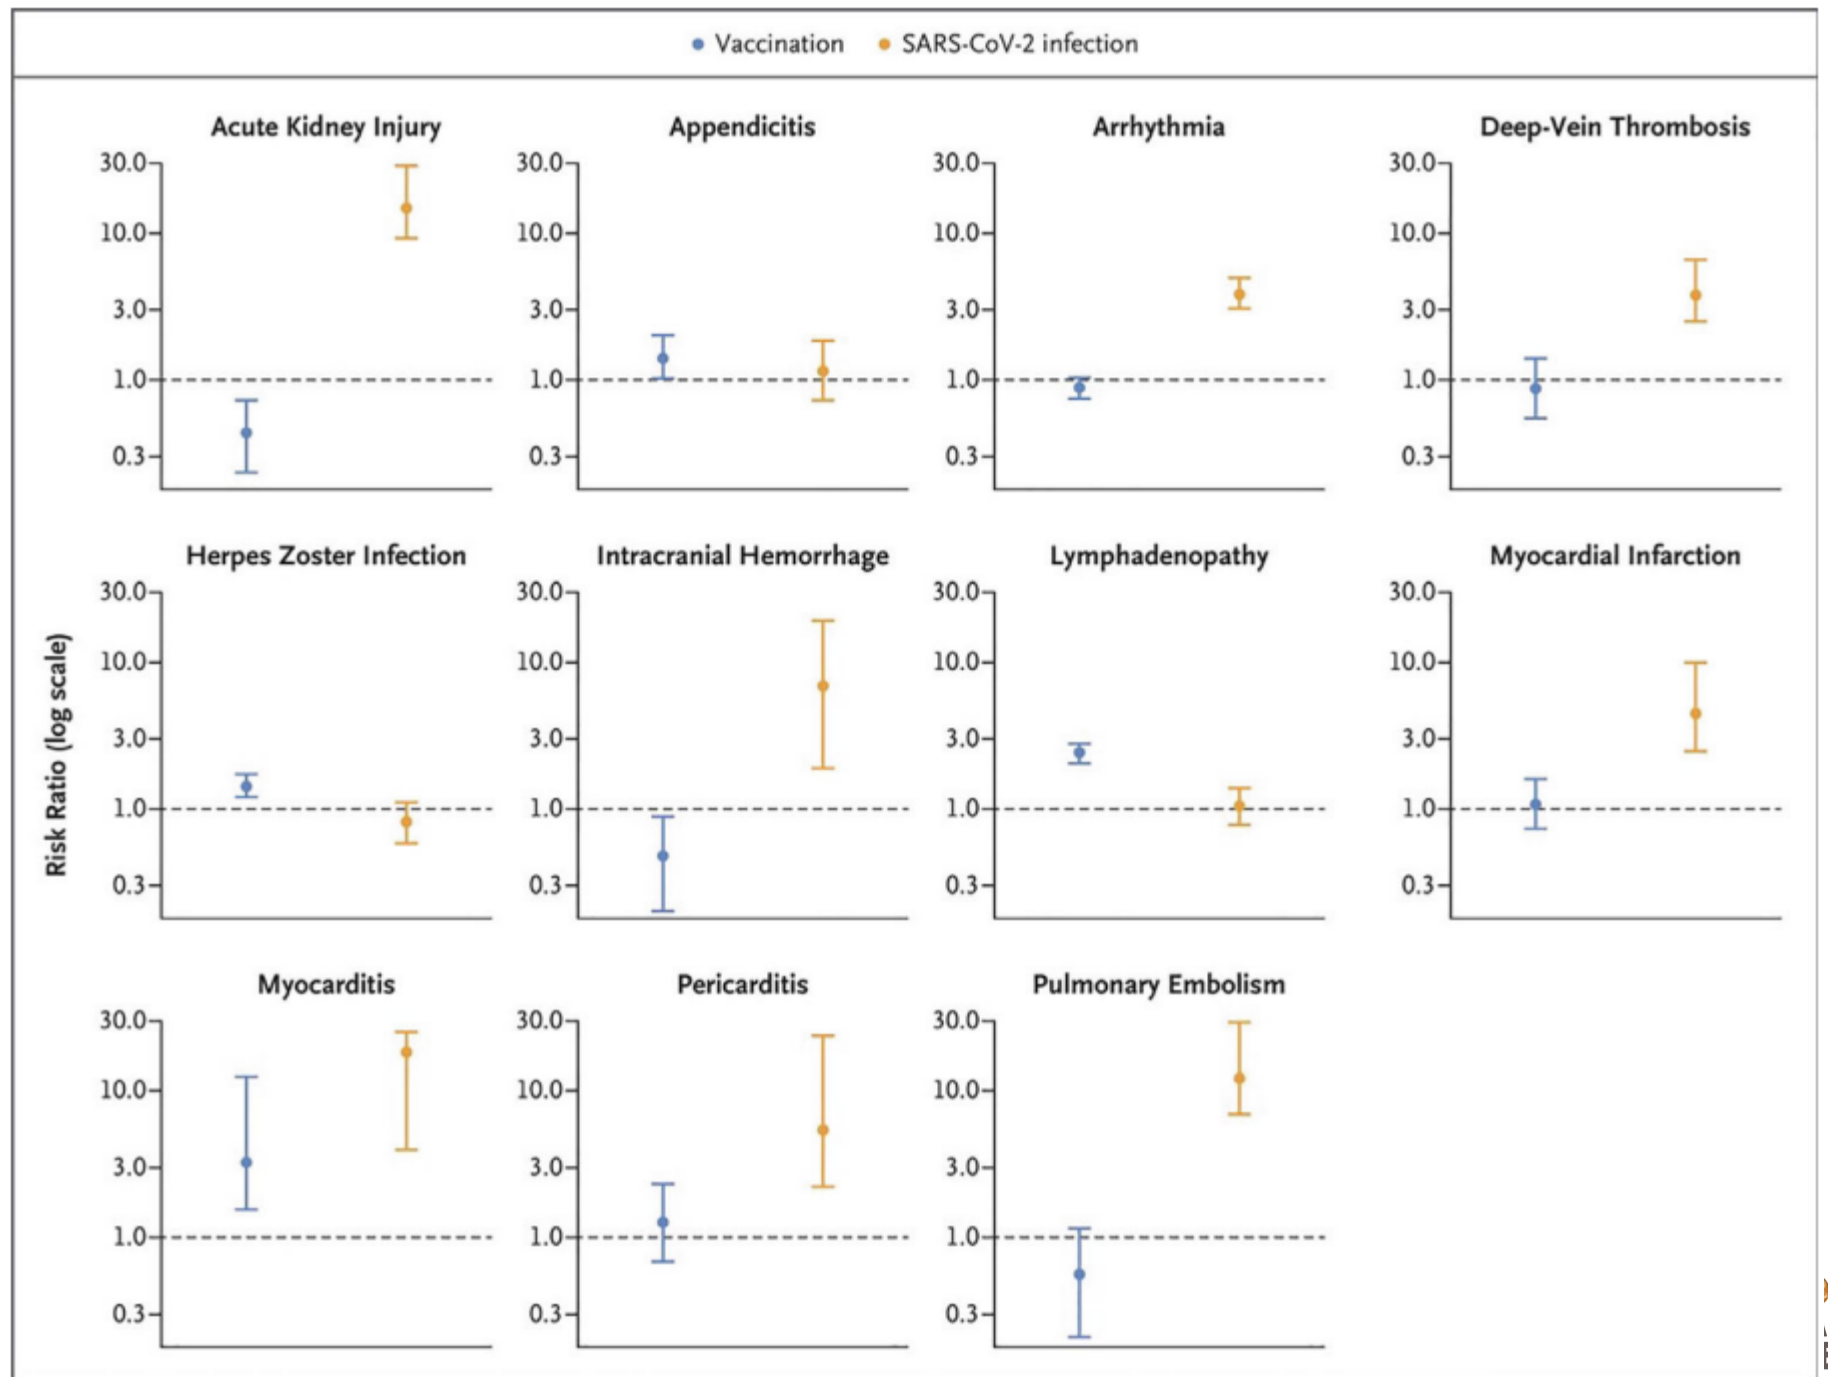 Vaccination SARS-CoV-2 infection
Acute Kidney Injury Appendicitis Arrhythmia Deep-Vein Thrombosis
30.0 30.0 30.0 30.0
10.0 10.0 10.0 10.0
3.0 3.0 3.0 3.0
1.0 1.0 1.0 1.0
0.3 0.3 0.3 0.3
Herpes Zoster Infection Intracranial Hemorrhage Lymphadenopathy Myocardial Infarction
30.0 30.0 30.0 30.0
10.0 10.0 10.0 10.0
3.0 3.0 3.0 3.0
1.0 1.0 1.0 1.0
0.3 0.3 0.3 0.3
Risk Ratio (log scale)
Myocarditis Pericarditis Pulmonary Embolism
30.0 30.0 30.0
10.0 10.0 10.0
3.0 3.0 3.0
1.0 1.0 1.0
0.3 0.3 0.3